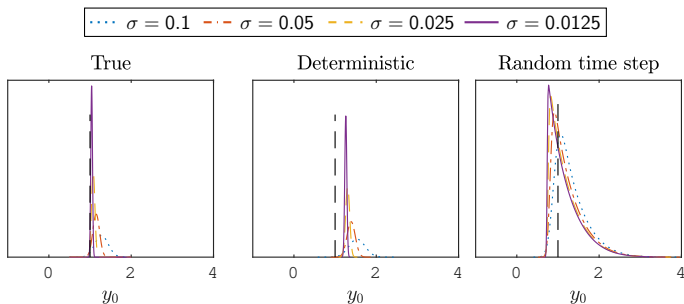 σ = 0.1 σ = 0.05 σ = 0.025 σ = 0.0125
True Deterministic Random time step
0 2 4 0 2 4 0 2 4
y₀ y₀ y₀